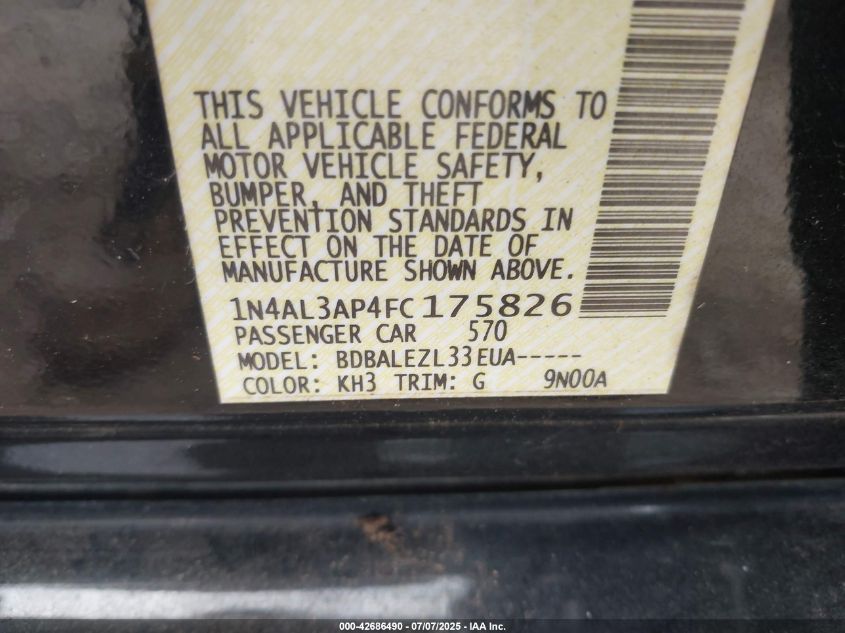 THIS VEHICLE CONFORMS TO
ALL APPLICABLE FEDERAL
MOTOR VEHICLE SAFETY,
BUMPER, AND THEFT
PREVENTION STANDARDS IN
EFFECT ON THE DATE OF
MANUFACTURE SHOWN ABOVE.
1N4AL3AP4FC175826
PASSENGER CAR 570
MODEL: BDBALEZL33EUA-----
COLOR: KH3 TRIM: G 9N00A
000-42686490 - 07/07/2025 - IAA Inc.